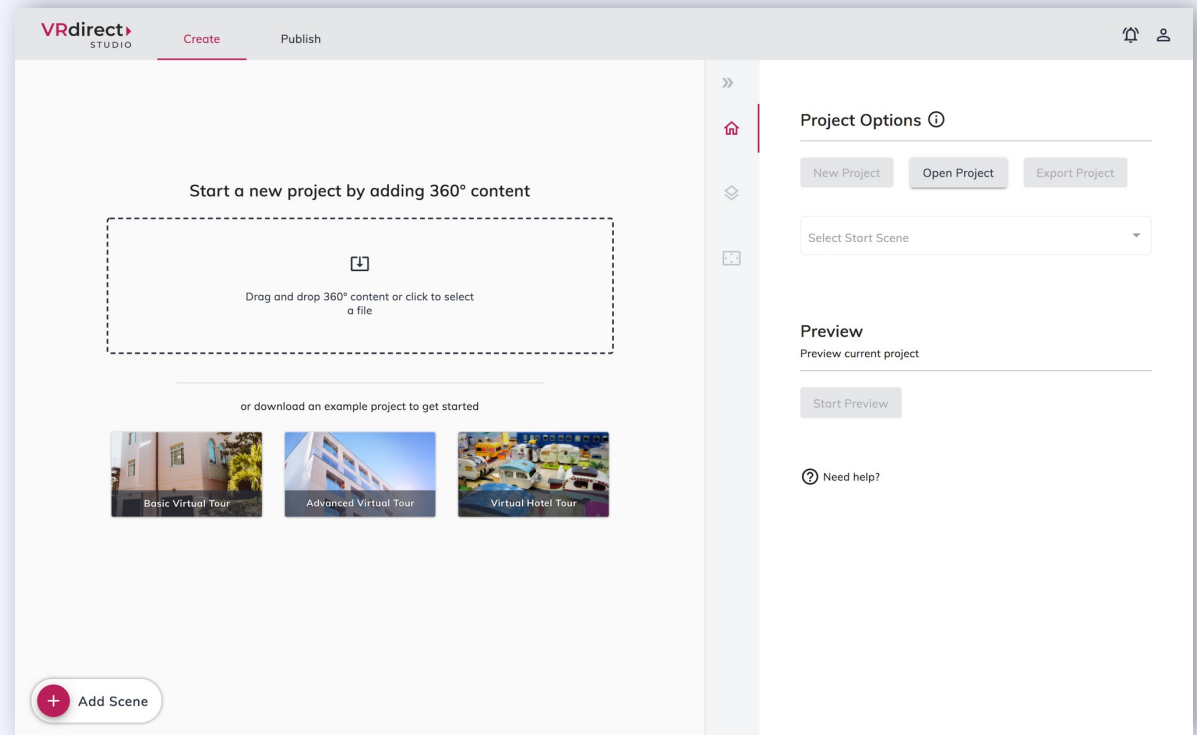 VRdirect
STUDIO
Create
Publish
Start a new project by adding 360° content
Drag and drop 360° content or click to select
a file
or download an example project to get started
Basic Virtual Tour
Advanced Virtual Tour
Virtual Hotel Tour
Add Scene
Project Options
New Project
Open Project
Export Project
Select Start Scene
Preview
Preview current project
Start Preview
Need help?